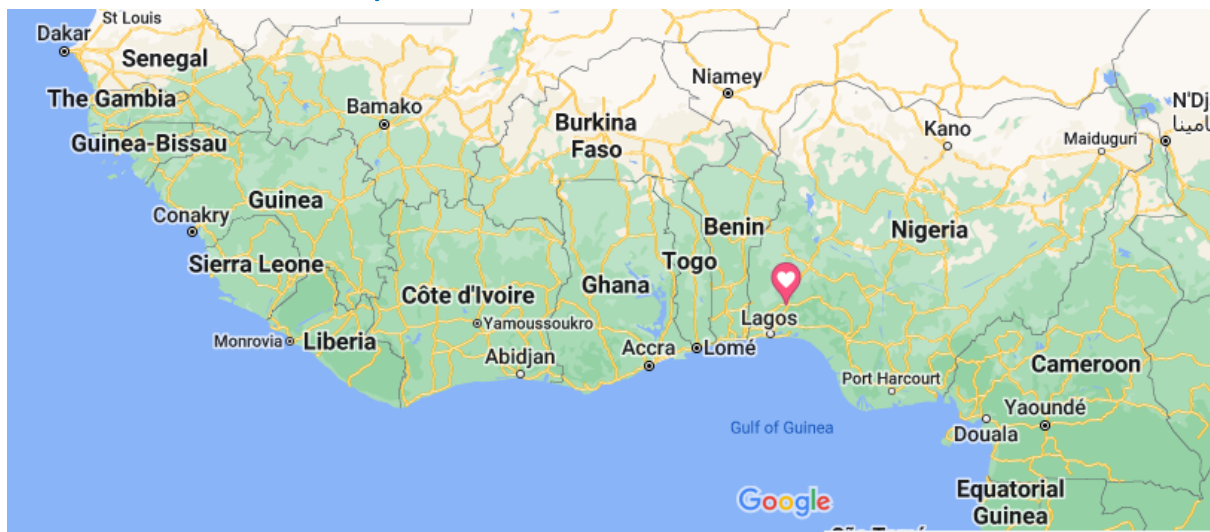 St Louis
Dakar
Senegal
The Gambia
Guinea-Bissau
Bamako
Guinea
Conakry
Sierra Leone
Monrovia
Liberia
Côte d'Ivoire
Yamoussoukro
Abidjan
Burkina
Faso
Ghana
Accra
Togo
Lomé
Benin
Niamey
Nigeria
Kano
Maiduguri
N'Dj
امينا
Lagos
Port Harcourt
Cameroon
Yaoundé
Douala
Gulf of Guinea
Equatorial
Guinea
Google